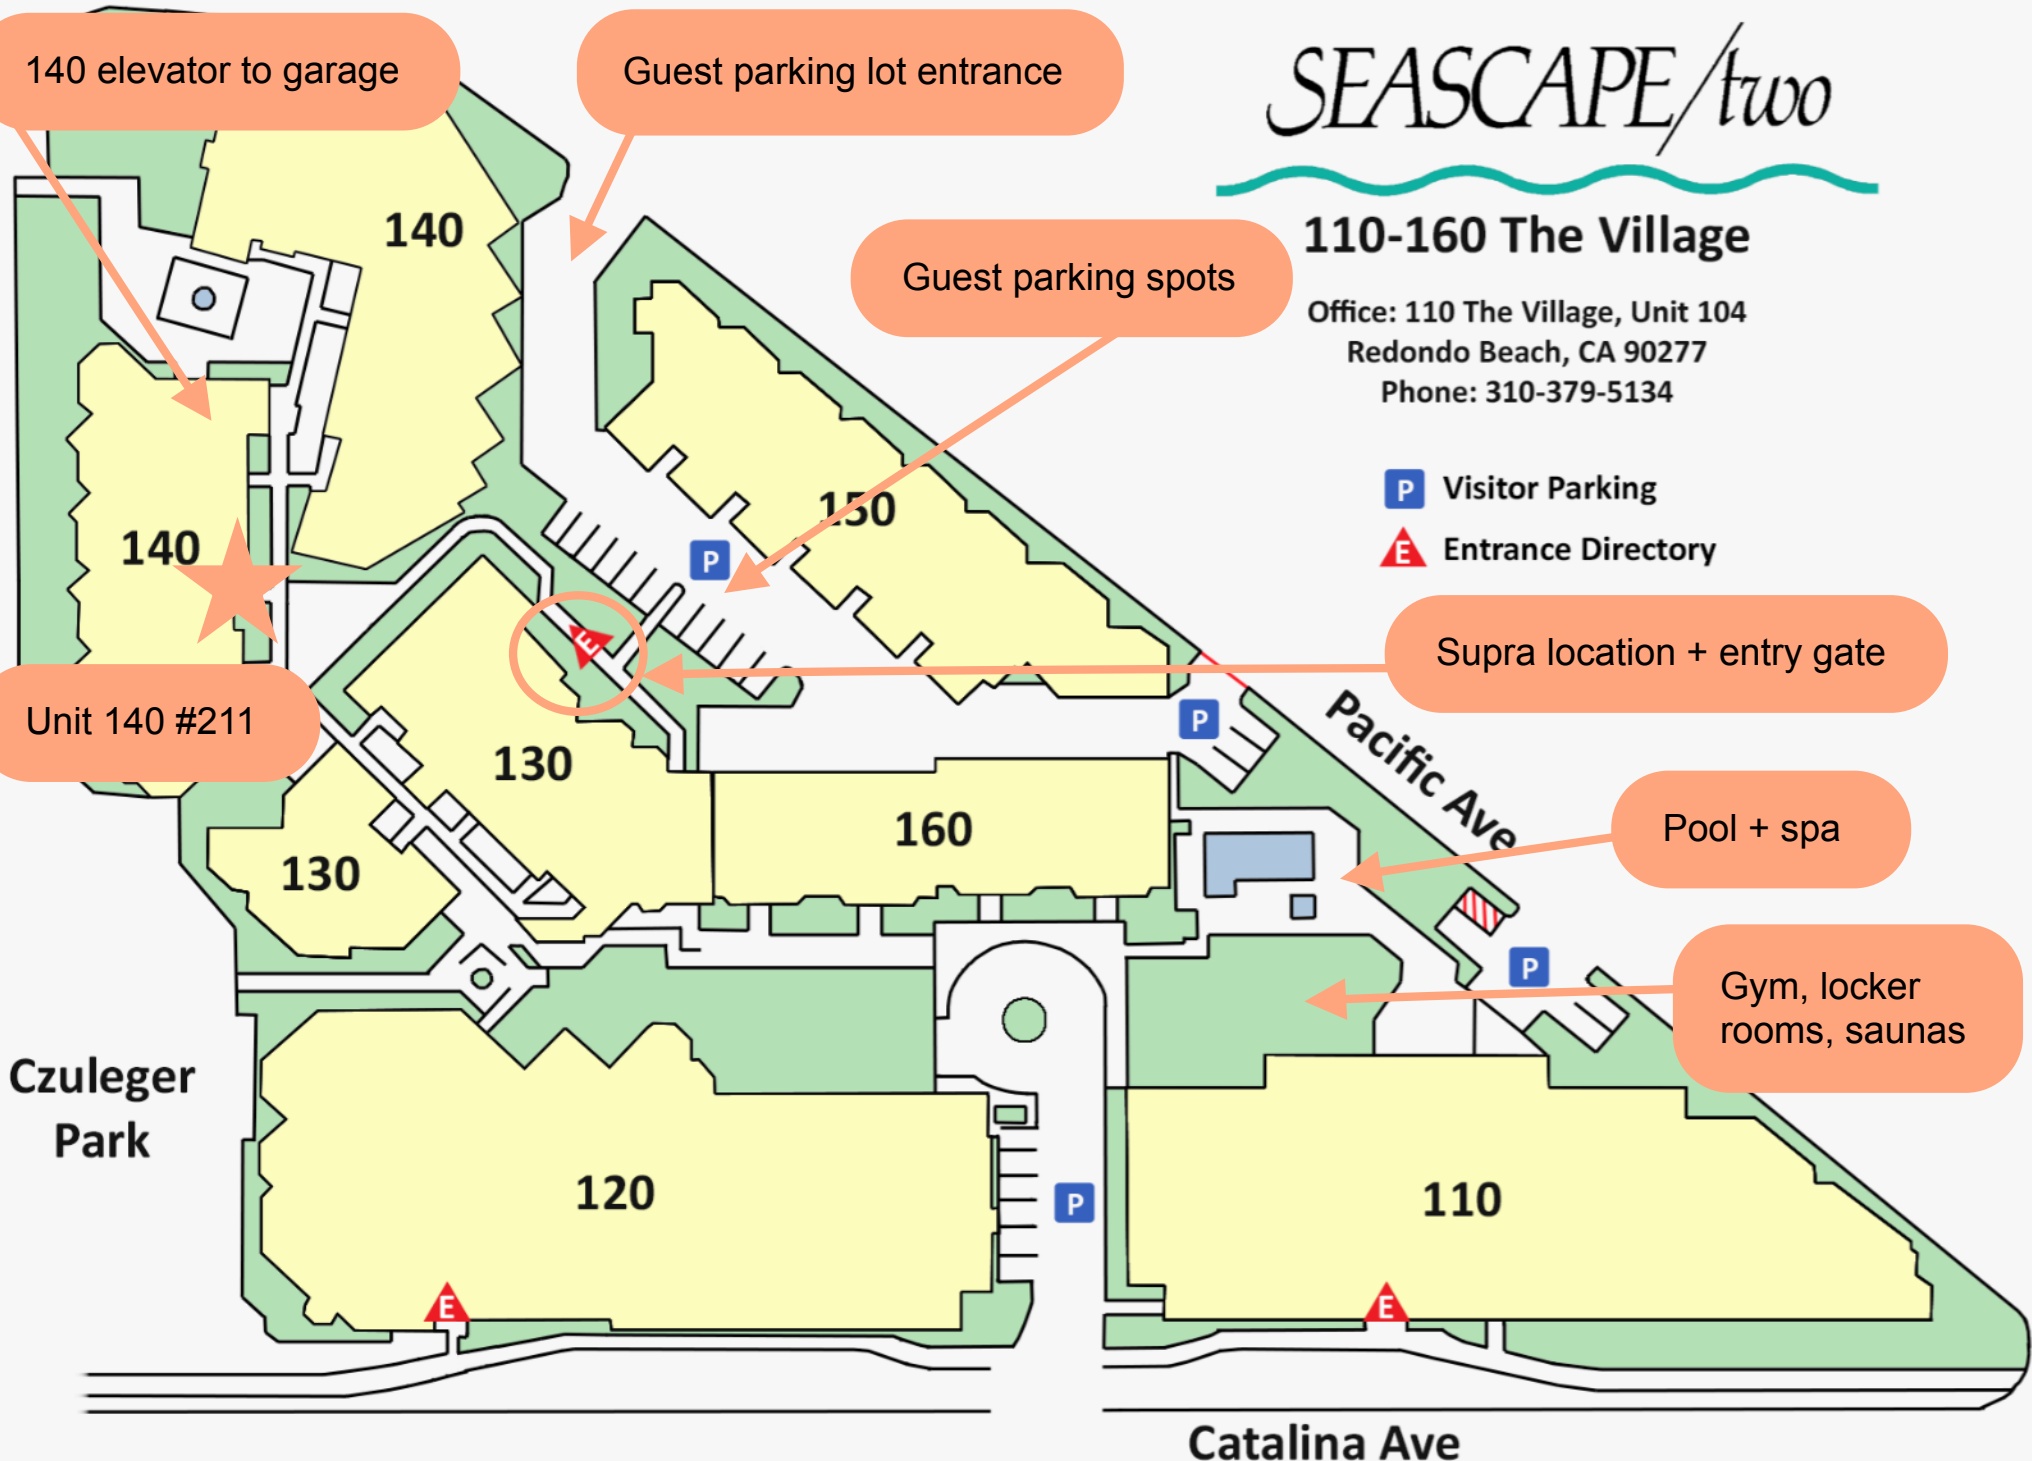 140 elevator to garage
Guest parking lot entrance
SEASCAPE/two
110-160 The Village
Office: 110 The Village, Unit 104
Redondo Beach, CA 90277
Phone: 310-379-5134
P Visitor Parking
E Entrance Directory
Guest parking spots
140
150
140
P
E
Supra location + entry gate
Unit 140 #211
P
Pacific Ave
130
160
Pool + spa
130
P
Gym, locker
rooms, saunas
Czuleger
Park
120
P
110
E
E
Catalina Ave